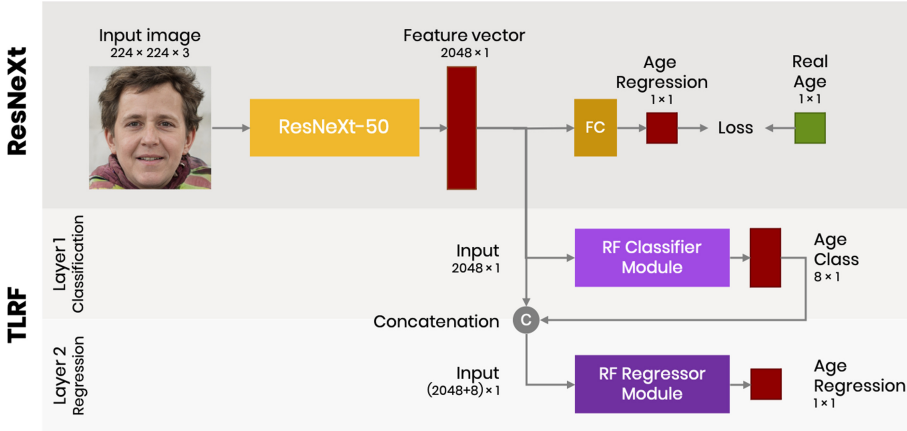 ResNeXt
Input image
224 × 224 × 3
ResNeXt-50
Feature vector
2048 × 1
FC
Age
Regression
1 × 1
Loss
Real
Age
1 × 1
TLRF
Layer 1
Classification
Input
2048 × 1
RF Classifier
Module
Age
Class
8 × 1
Concatenation
C
Layer 2
Regression
Input
(2048+8) × 1
RF Regressor
Module
Age
Regression
1 × 1